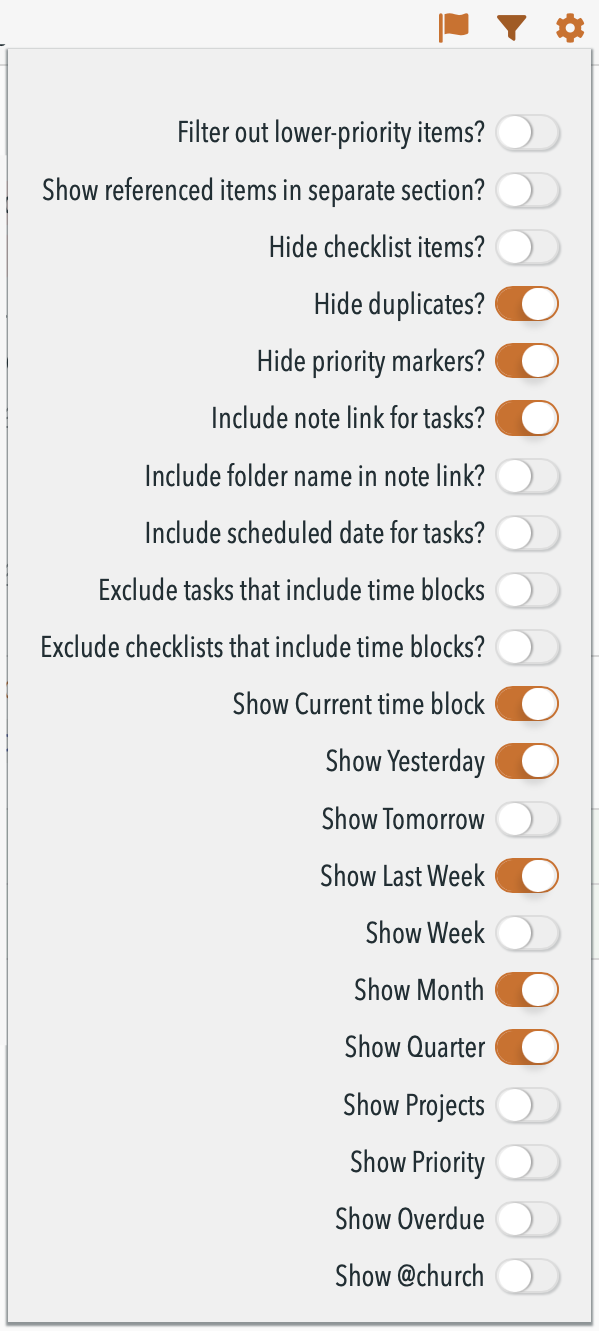 Filter out lower-priority items?
Show referenced items in separate section?
Hide checklist items?
Hide duplicates?
Hide priority markers?
Include note link for tasks?
Include folder name in note link?
Include scheduled date for tasks?
Exclude tasks that include time blocks
Exclude checklists that include time blocks?
Show Current time block
Show Yesterday
Show Tomorrow
Show Last Week
Show Week
Show Month
Show Quarter
Show Projects
Show Priority
Show Overdue
Show @church